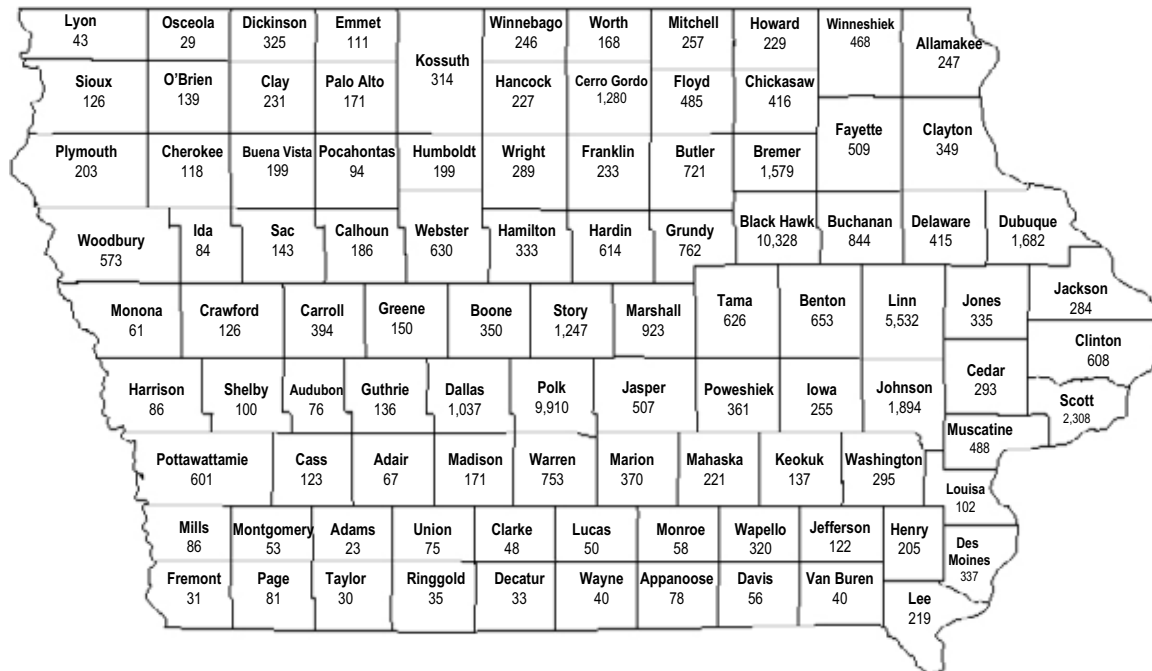 Lyon
43
Osceola
29
Dickinson
325
Emmet
111
Kossuth
314
Winnebago
246
Worth
168
Mitchell
257
Howard
229
Winneshiek
468
Allamakee
247
Sioux
126
O'Brien
139
Clay
231
Palo Alto
171
Hancock
227
Cerro Gordo
1,280
Floyd
485
Chickasaw
416
Fayette
509
Clayton
349
Plymouth
203
Cherokee
118
Buena Vista
199
Pocahontas
94
Humboldt
199
Wright
289
Franklin
233
Butler
721
Bremer
1,579
Woodbury
573
Ida
84
Sac
143
Calhoun
186
Webster
630
Hamilton
333
Hardin
614
Grundy
762
Black Hawk
10,328
Buchanan
844
Delaware
415
Dubuque
1,682
Monona
61
Crawford
126
Carroll
394
Greene
150
Boone
350
Story
1,247
Marshall
923
Tama
626
Benton
653
Linn
5,532
Jones
335
Jackson
284
Clinton
608
Harrison
86
Shelby
100
Audubon
76
Guthrie
136
Dallas
1,037
Polk
9,910
Jasper
507
Poweshiek
361
Iowa
255
Johnson
1,894
Cedar
293
Scott
2,308
Muscatine
488
Pottawattamie
601
Cass
123
Adair
67
Madison
171
Warren
753
Marion
370
Mahaska
221
Keokuk
137
Washington
295
Louisa
102
Mills
86
Montgomery
53
Adams
23
Union
75
Clarke
48
Lucas
50
Monroe
58
Wapello
320
Jefferson
122
Henry
205
Des
Moines
337
Fremont
31
Page
81
Taylor
30
Ringgold
35
Decatur
33
Wayne
40
Appanoose
78
Davis
56
Van Buren
40
Lee
219